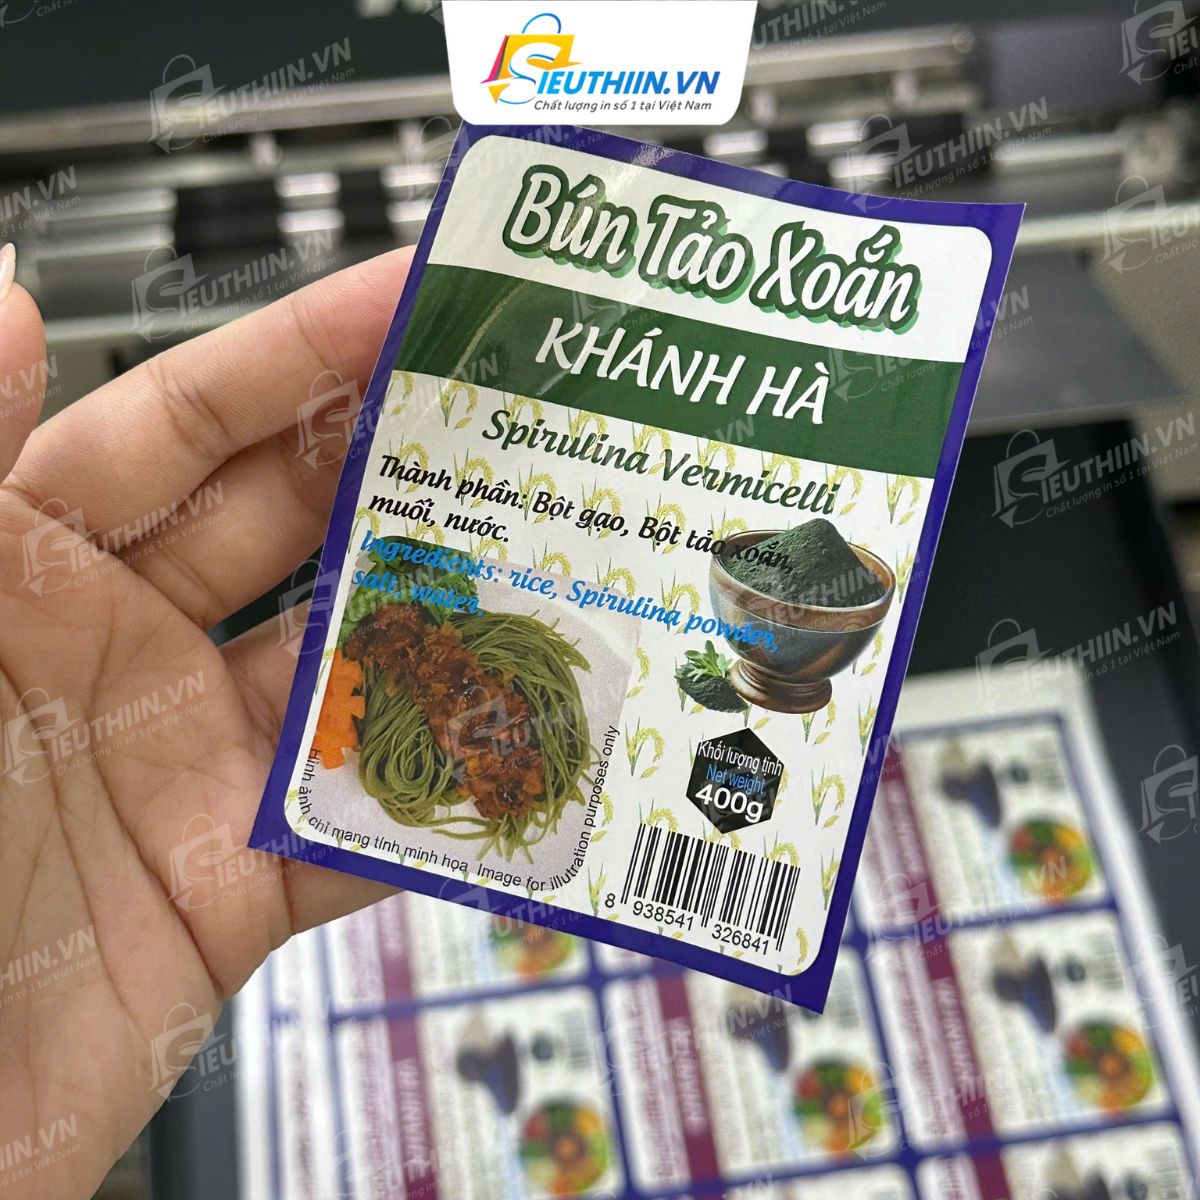 SIEUTHIIN.VN
Chất lượng in số 1 tại Việt Nam
Bún Tảo Xoắn
KHÁNH HÀ
Spirulina Vermicelli
Thành phần: Bột gạo, Bột tảo xoắn,
muối, nước.
Ingredients: rice, Spirulina powder,
salt, water,
Khối lượng tịnh
Net weight
400g
Hình ảnh chỉ mang tính minh họa Image for illutration purposes only
8 938541 326841